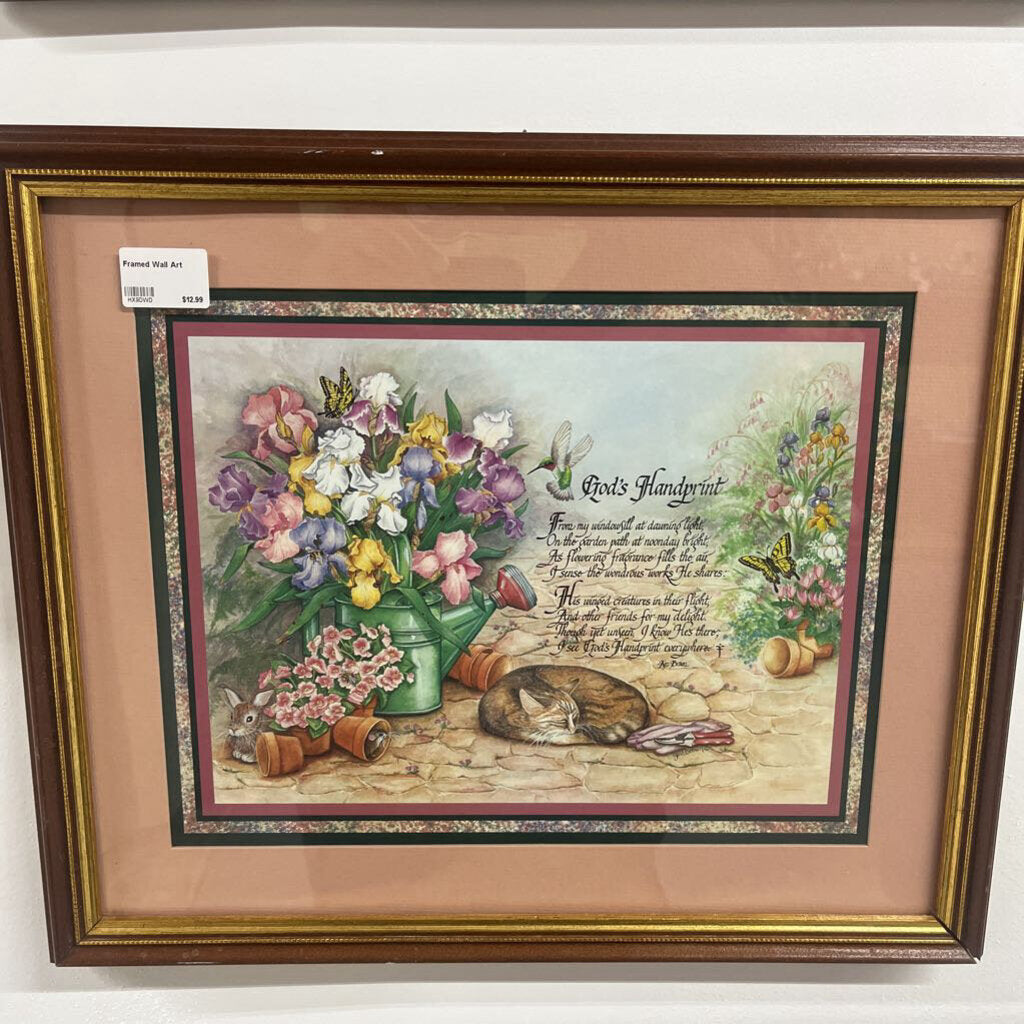 Framed Wall Art
HX9DWD $12.99
God's Handprint
From my windowsill at dawning light,
On the garden path at noonday bright,
As flowering fragrance fills the air,
I sense the wondrous works He shares.
His winged creatures in their flight,
And other friends for my delight.
Though yet unseen, I know He's there;
I see God's Handprint everywhere.